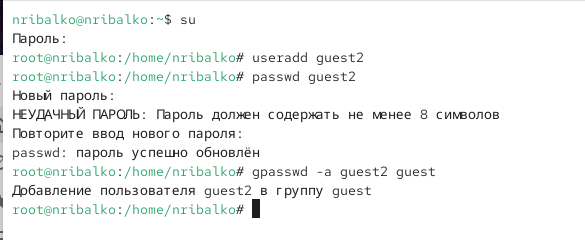 nribalko@nribalko:~$ su
Пароль:
root@nribalko:/home/nribalko# useradd guest2
root@nribalko:/home/nribalko# passwd guest2
Новый пароль:
НЕУДАЧНЫЙ ПАРОЛЬ: Пароль должен содержать не менее 8 символов
Повторите ввод нового пароля:
passwd: пароль успешно обновлён
root@nribalko:/home/nribalko# gpasswd -a guest2 guest
Добавление пользователя guest2 в группу guest
root@nribalko:/home/nribalko#